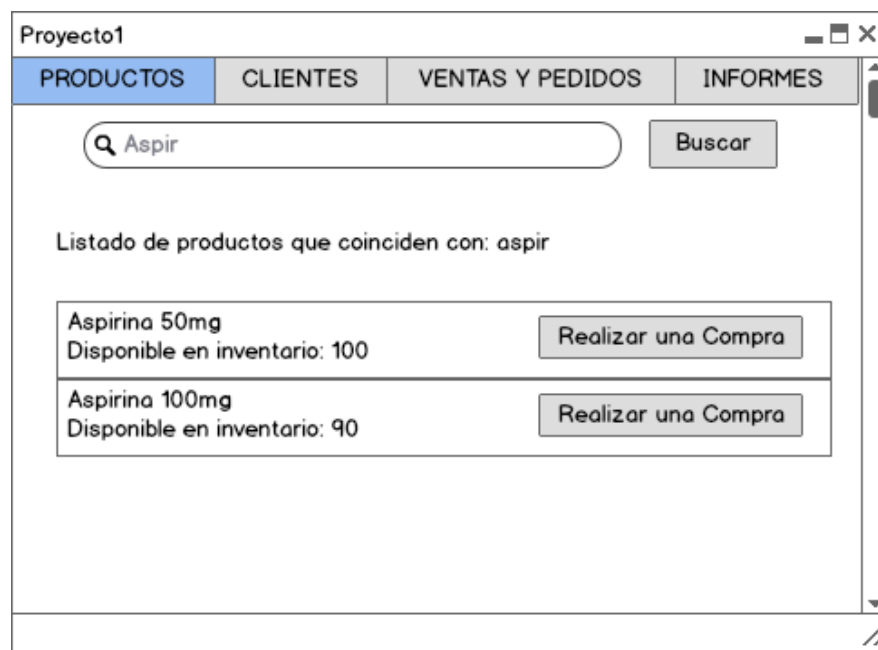 Proyecto1
PRODUCTOS CLIENTES VENTAS Y PEDIDOS INFORMES
Aspir Buscar
Listado de productos que coinciden con: aspir
Aspirina 50mg
Disponible en inventario: 100
Realizar una Compra
Aspirina 100mg
Disponible en inventario: 90
Realizar una Compra